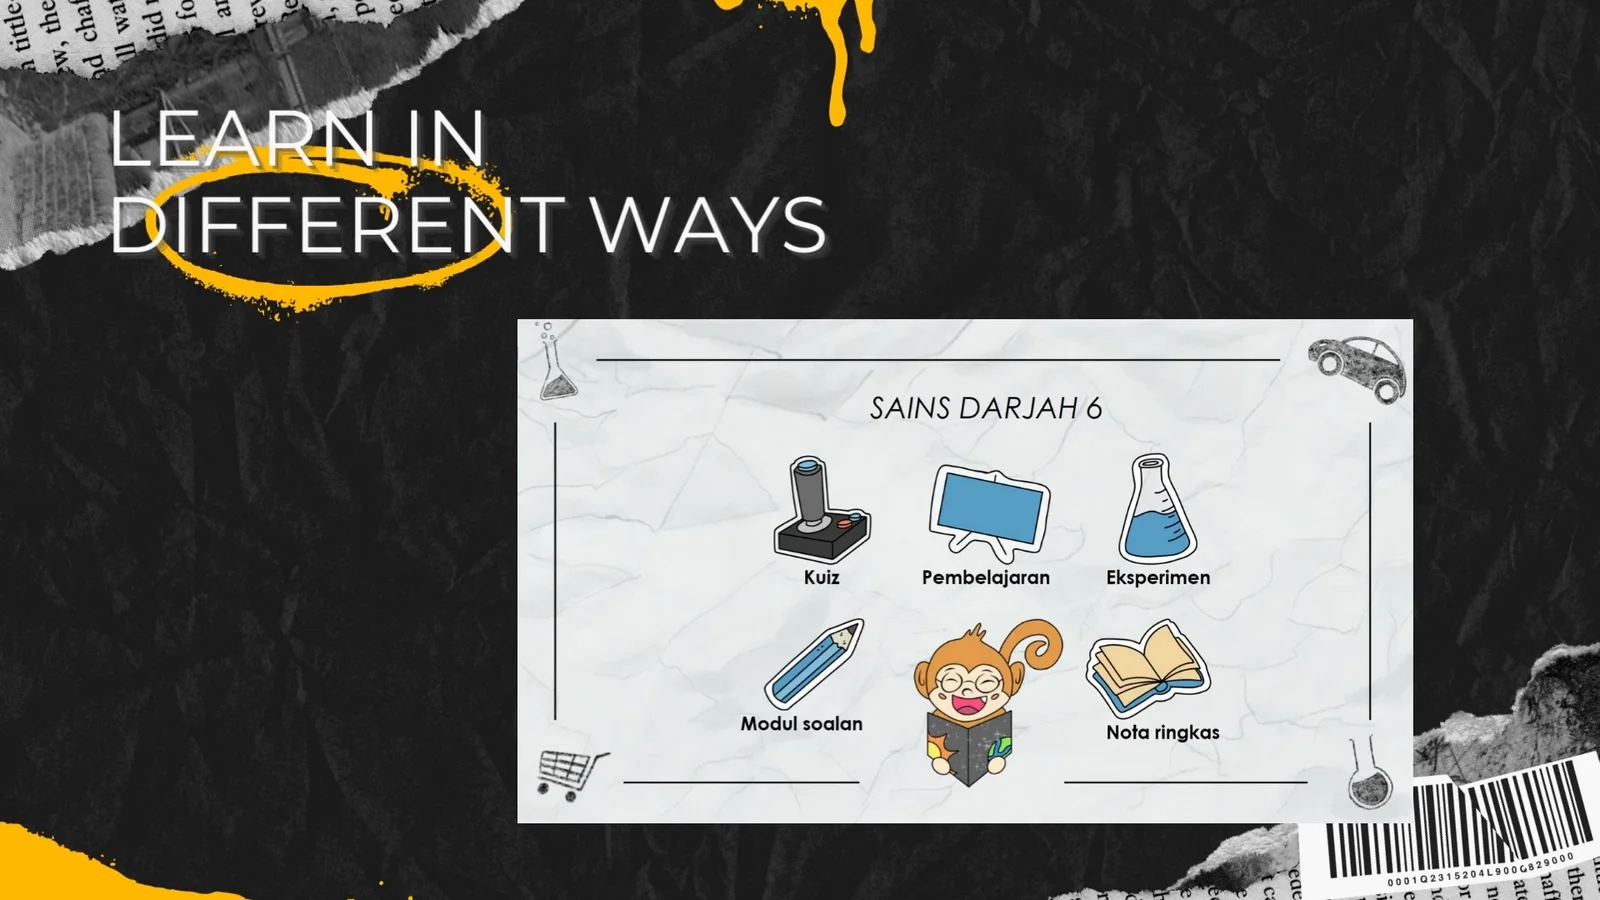 LEARN IN
DIFFERENT WAYS
SAINS DARJAH 6
Kuiz
Pembelajaran
Eksperimen
Modul soalan
Nota ringkas